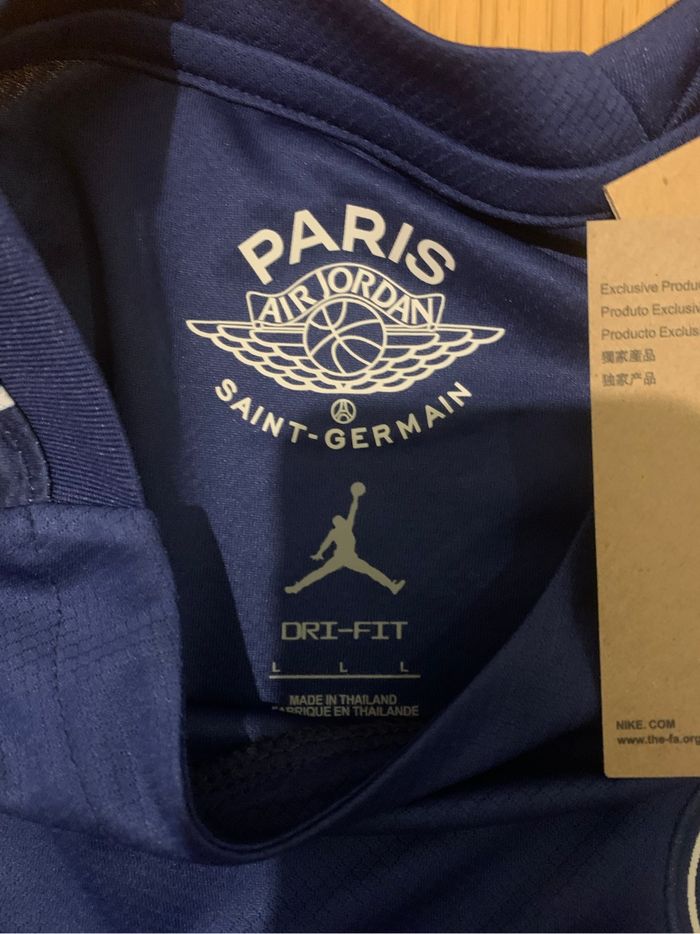 PARIS
AIR JORDAN
SAINT-GERMAIN
DRI-FIT
L L L
MADE IN THAILAND
FABRIQUE EN THAILANDE
Exclusive Produ
Produto Exclusiv
Producto Exclus
獨家產品
独家产品
NIKE. COM
www.the-fa.org